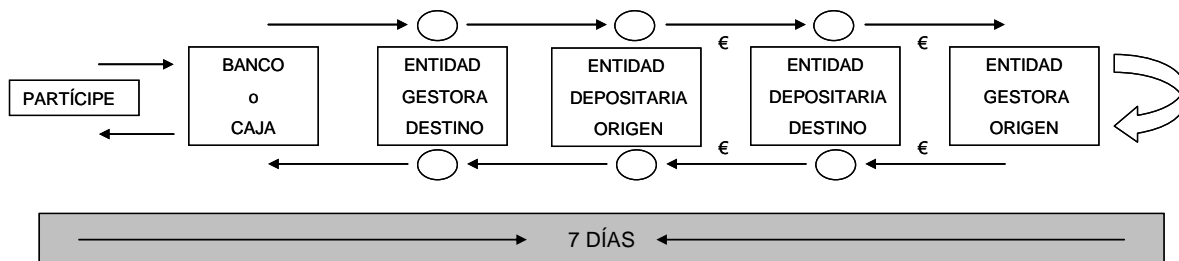 €
€
PARTÍCIPE
BANCO
o
CAJA
ENTIDAD
GESTORA
DESTINO
ENTIDAD
DEPOSITARIA
ORIGEN
ENTIDAD
DEPOSITARIA
DESTINO
ENTIDAD
GESTORA
ORIGEN
€
€
7 DÍAS